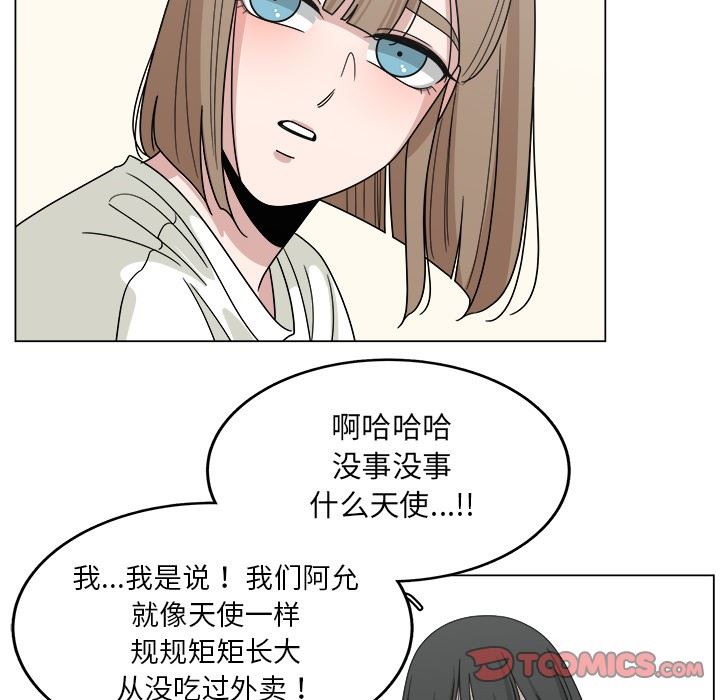 啊哈哈哈
没事没事
什么天使...!!
我...我是说！我们阿允
就像天使一样
规规矩矩长大
从没吃过外卖！
TOOMICS.COM